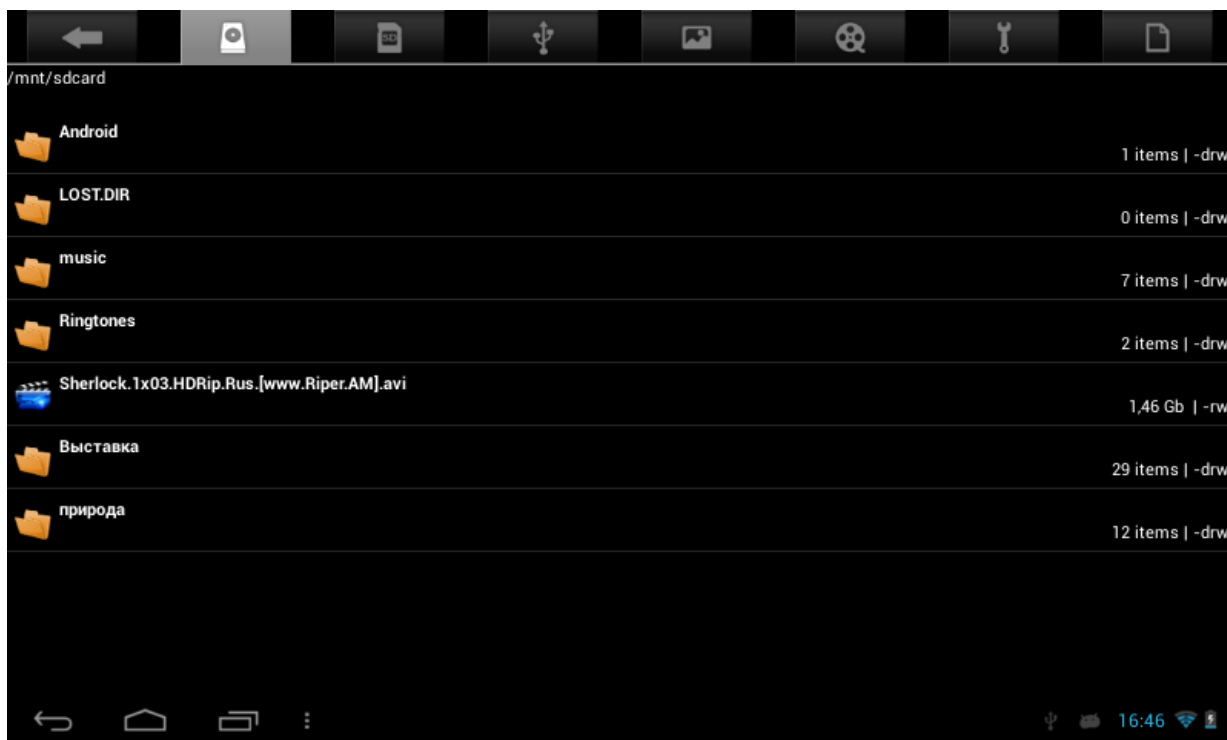 SD
/mnt/sdcard
Android
1 items | -drw
LOST.DIR
0 items | -drw
music
7 items | -drw
Ringtones
2 items | -drw
Sherlock.1x03.HDRip.Rus.[www.Riper.AM].avi
1,46 Gb | -rw
Выставка
29 items | -drw
природа
12 items | -drw
16:46